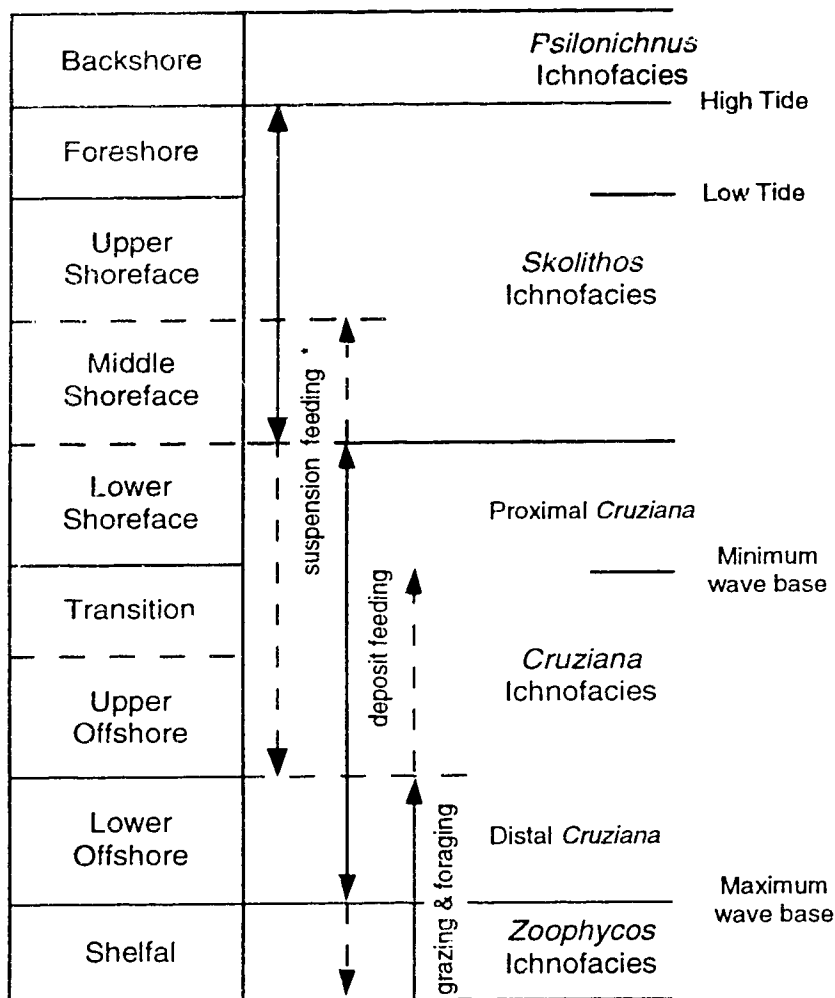 Backshore
Psilonichnus
Ichnofacies
High Tide
Foreshore
Low Tide
Upper
Shoreface
Skolithos
Ichnofacies
Middle
Shoreface
suspension feeding *
Lower
Shoreface
Proximal Cruziana
Minimum
wave base
Transition
deposit feeding
Cruziana
Ichnofacies
Upper
Offshore
Lower
Offshore
grazing & foraging
Distal Cruziana
Maximum
wave base
Shelfal
Zoophycos
Ichnofacies